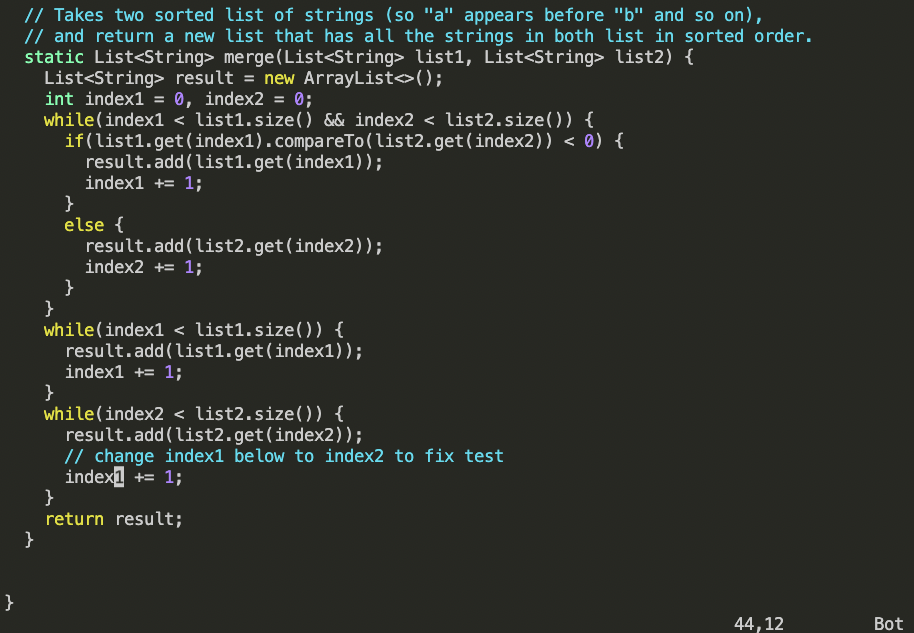 // Takes two sorted list of strings (so "a" appears before "b" and so on),
// and return a new list that has all the strings in both list in sorted order.
static List<String> merge(List<String> list1, List<String> list2) {
List<String> result = new ArrayList<>();
int index1 = 0, index2 = 0;
while(index1 < list1.size() && index2 < list2.size()) {
if(list1.get(index1).compareTo(list2.get(index2)) < 0) {
result.add(list1.get(index1));
index1 += 1;
}
else {
result.add(list2.get(index2));
index2 += 1;
}
}
while(index1 < list1.size()) {
result.add(list1.get(index1));
index1 += 1;
}
while(index2 < list2.size()) {
result.add(list2.get(index2));
// change index1 below to index2 to fix test
index1 += 1;
}
return result;
}
}
44,12 Bot